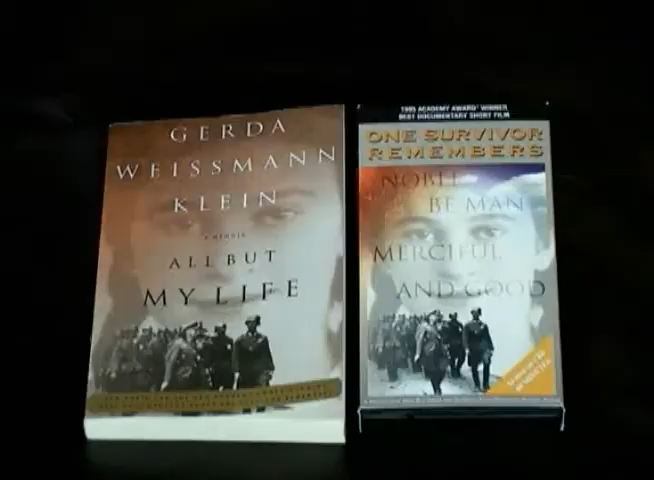 GERDA
WEISSMANN
KLEIN
A MEMOIR
ALL BUT
MY LIFE
1995 ACADEMY AWARD WINNER
BEST DOCUMENTARY SHORT FILM
ONE SURVIVOR
REMEMBERS
NOBLE
BE MAN
MERCIFUL
AND GOOD